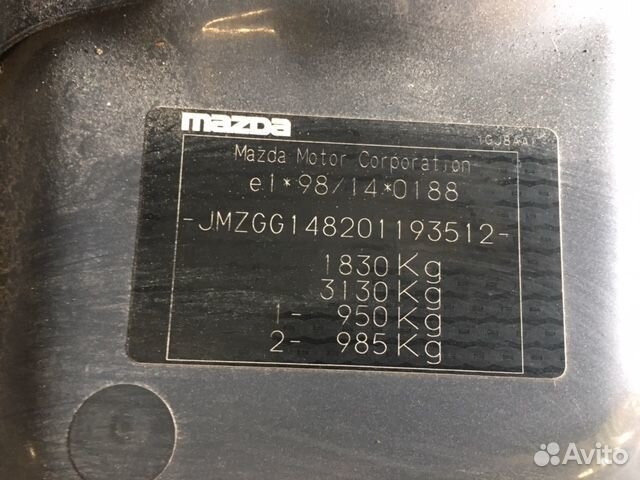 mazda
Mazda Motor Corporation
e1*98/14*0188
-JMZGG148201193512-
1830Kg
3130Kg
1- 950Kg
2- 985Kg
Avito